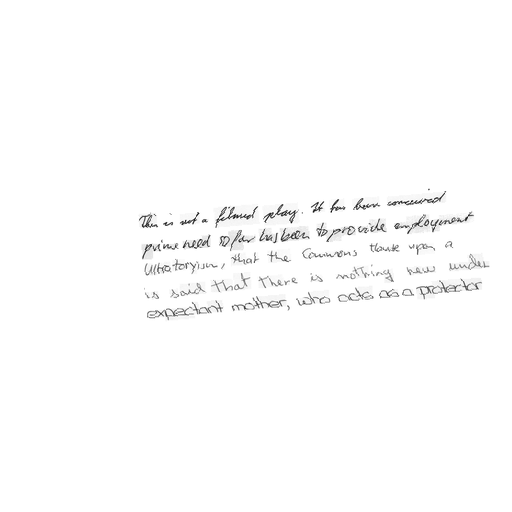 This is not a filmed play. It has been conceived
prime need so far has been to provide employment
Ultratoryism, that the Commons clause upon a
is said that there is nothing new under
expectant mother, who acts as a protector